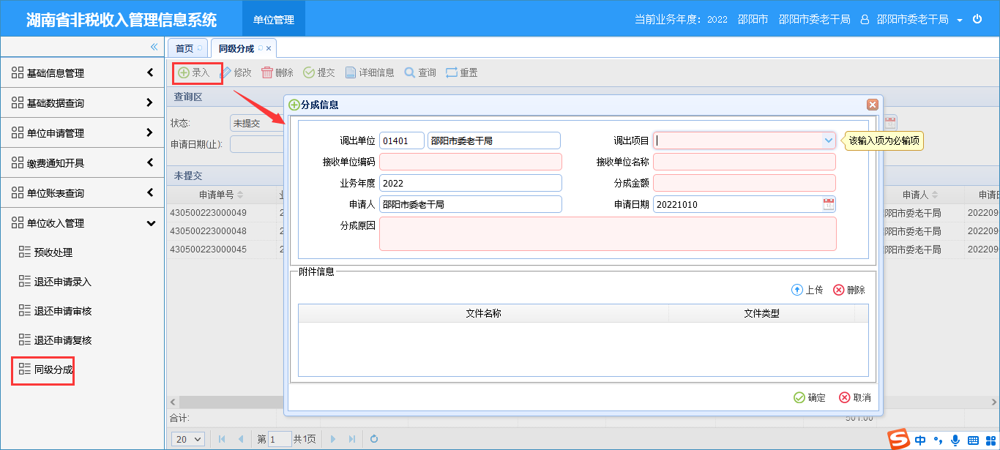 湖南省非税收入管理信息系统 单位管理 当前业务年度: 2022 邵阳市 邵阳市委老干局 邵阳市委老干局
首页 同级分成
录入 修改 删除 提交 详细信息 查询 重置
基础信息管理
基础数据查询
单位申请管理
缴费通知开具
单位账表查询
单位收入管理
预收处理
退还申请录入
退还申请审核
退还申请复核
同级分成
查询区
状态: 未提交
申请日期(止):
未提交
申请单号
430500223000049
430500223000048
430500223000045
分成信息
调出单位 01401 邵阳市委老干局 调出项目
该输入项为必输项
接收单位编码 接收单位名称
业务年度 2022 分成金额
申请人 邵阳市委老干局 申请日期 20221010
分成原因
附件信息
上传 删除
文件名称 文件类型
确定 取消
申请人 申请日
阳市委老干局 202209
阳市委老干局 202209
阳市委老干局 202209
合计: 501.00
20 第 1 共1页
中